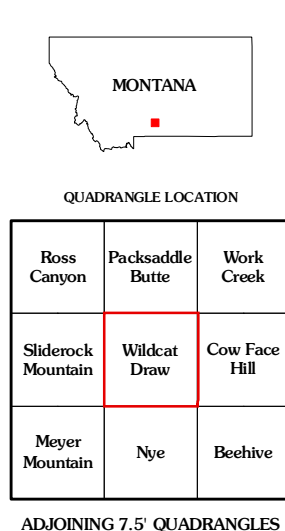 MONTANA
QUADRANGLE LOCATION
Ross
Canyon
Packsaddle
Butte
Work
Creek
Sliderock
Mountain
Wildcat
Draw
Cow Face
Hill
Meyer
Mountain
Nye
Beehive
ADJOINING 7.5' QUADRANGLES